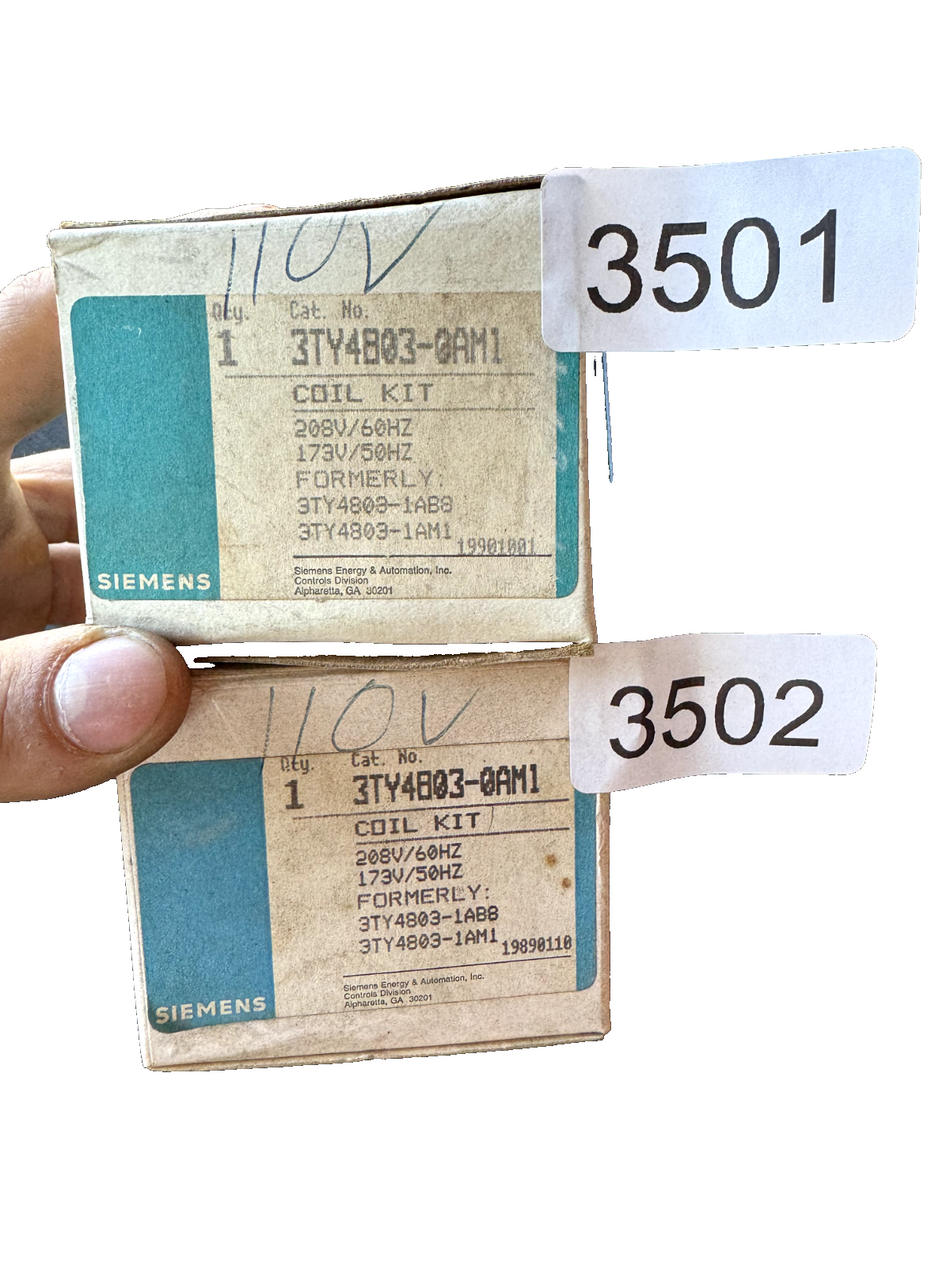 3501
110V
Qty. Cat. No.
1 3TY4803-0AM1
COIL KIT
208V/60HZ
173V/50HZ
FORMERLY:
3TY4803-1AB8
3TY4803-1AM1
19901001
Siemens Energy & Automation, Inc.
Controls Division
Alpharetta, GA 30201
SIEMENS
3502
110V
Qty. Cat. No.
1 3TY4803-0AM1
COIL KIT
208V/60HZ
173V/50HZ
FORMERLY:
3TY4803-1AB8
3TY4803-1AM1
19890110
Siemens Energy & Automation, Inc.
Controls Division
Alpharetta, GA 30201
SIEMENS